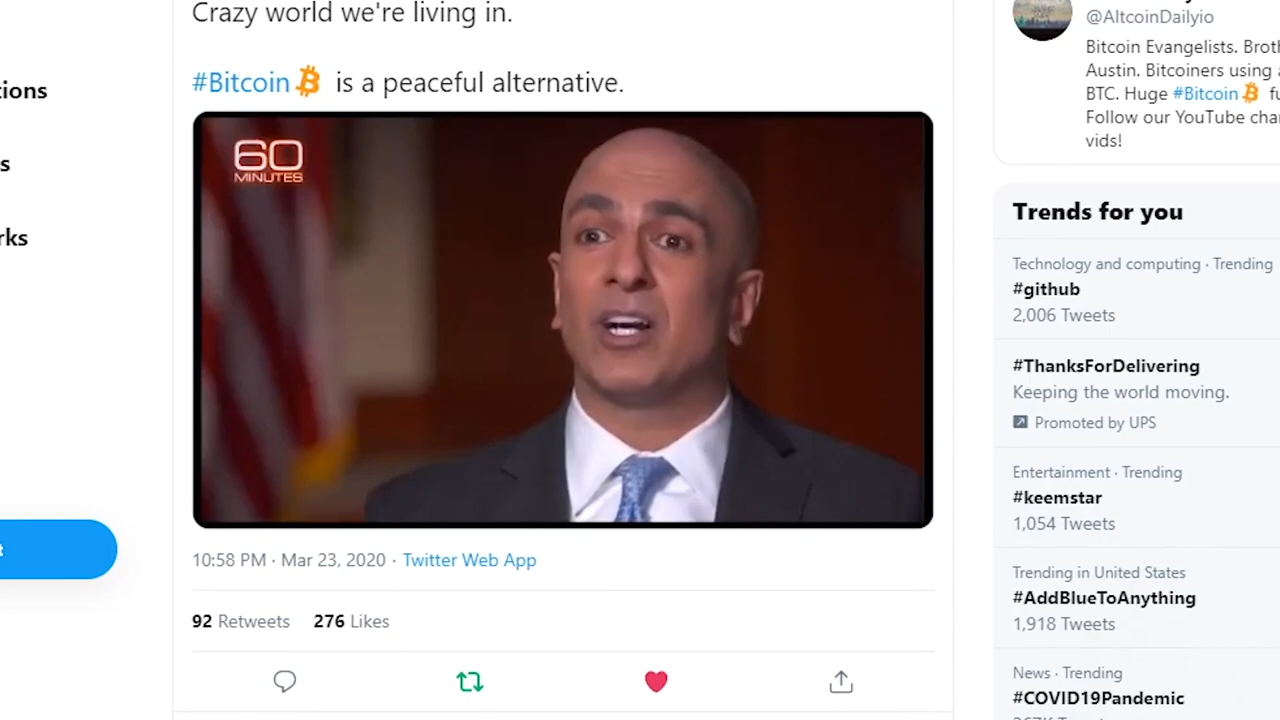 Crazy world we're living in.
#Bitcoin is a peaceful alternative.
60
MINUTES
10:58 PM · Mar 23, 2020 · Twitter Web App
92 Retweets 276 Likes
tions
s
rks
t
@AltcoinDailyio
Bitcoin Evangelists. Brot
Austin. Bitcoiners using a
BTC. Huge #Bitcoin fu
Follow our YouTube cha
vids!
Trends for you
Technology and computing · Trending
#github
2,006 Tweets
#ThanksForDelivering
Keeping the world moving.
Promoted by UPS
Entertainment · Trending
#keemstar
1,054 Tweets
Trending in United States
#AddBlueToAnything
1,918 Tweets
News · Trending
#COVID19Pandemic